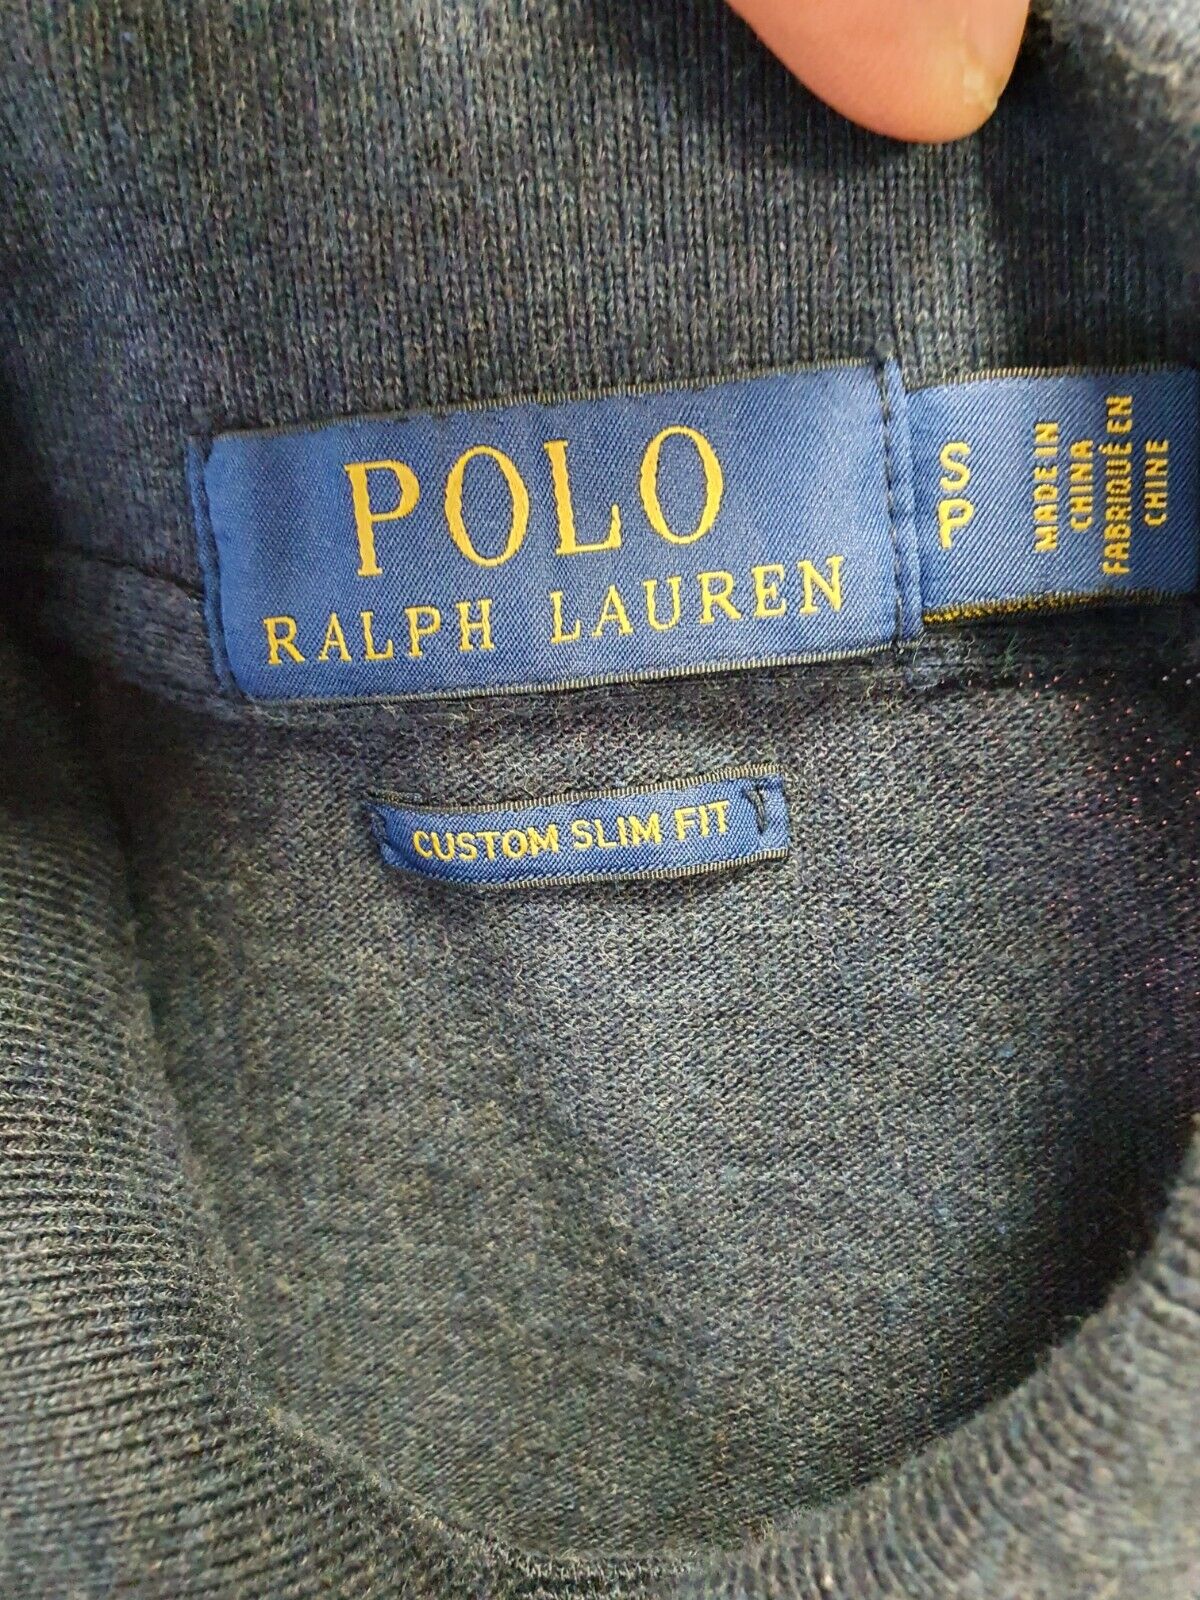 POLO
RALPH LAUREN
S
P
MADE IN
CHINA
FABRIQUÉ EN
CHINE
CUSTOM SLIM FIT